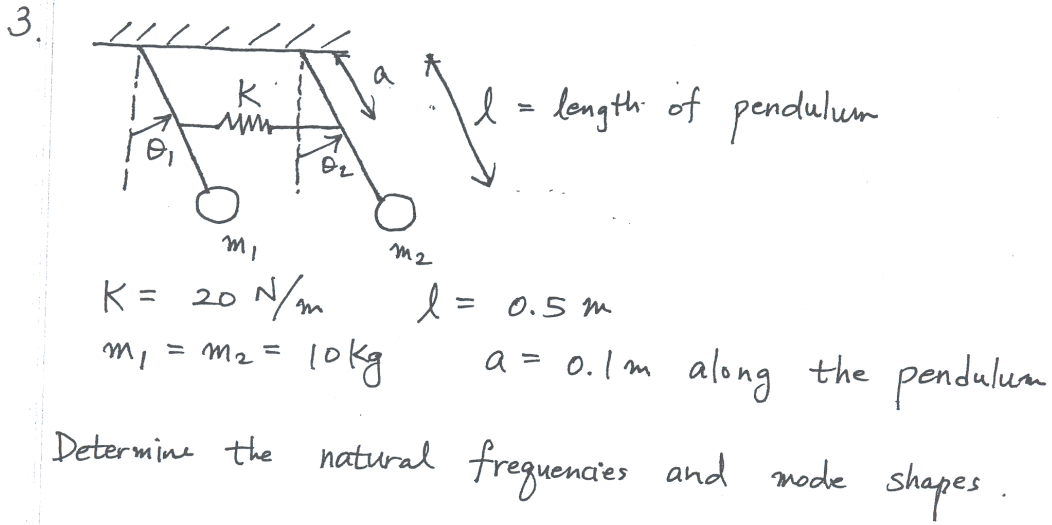 3.
a
K
l = length of pendulum
θ1
θ2
m1
m2
K = 20 N/m l = 0.5 m
m1 = m2 = 10 kg a = 0.1 m along the pendulum
Determine the natural frequencies and mode shapes.